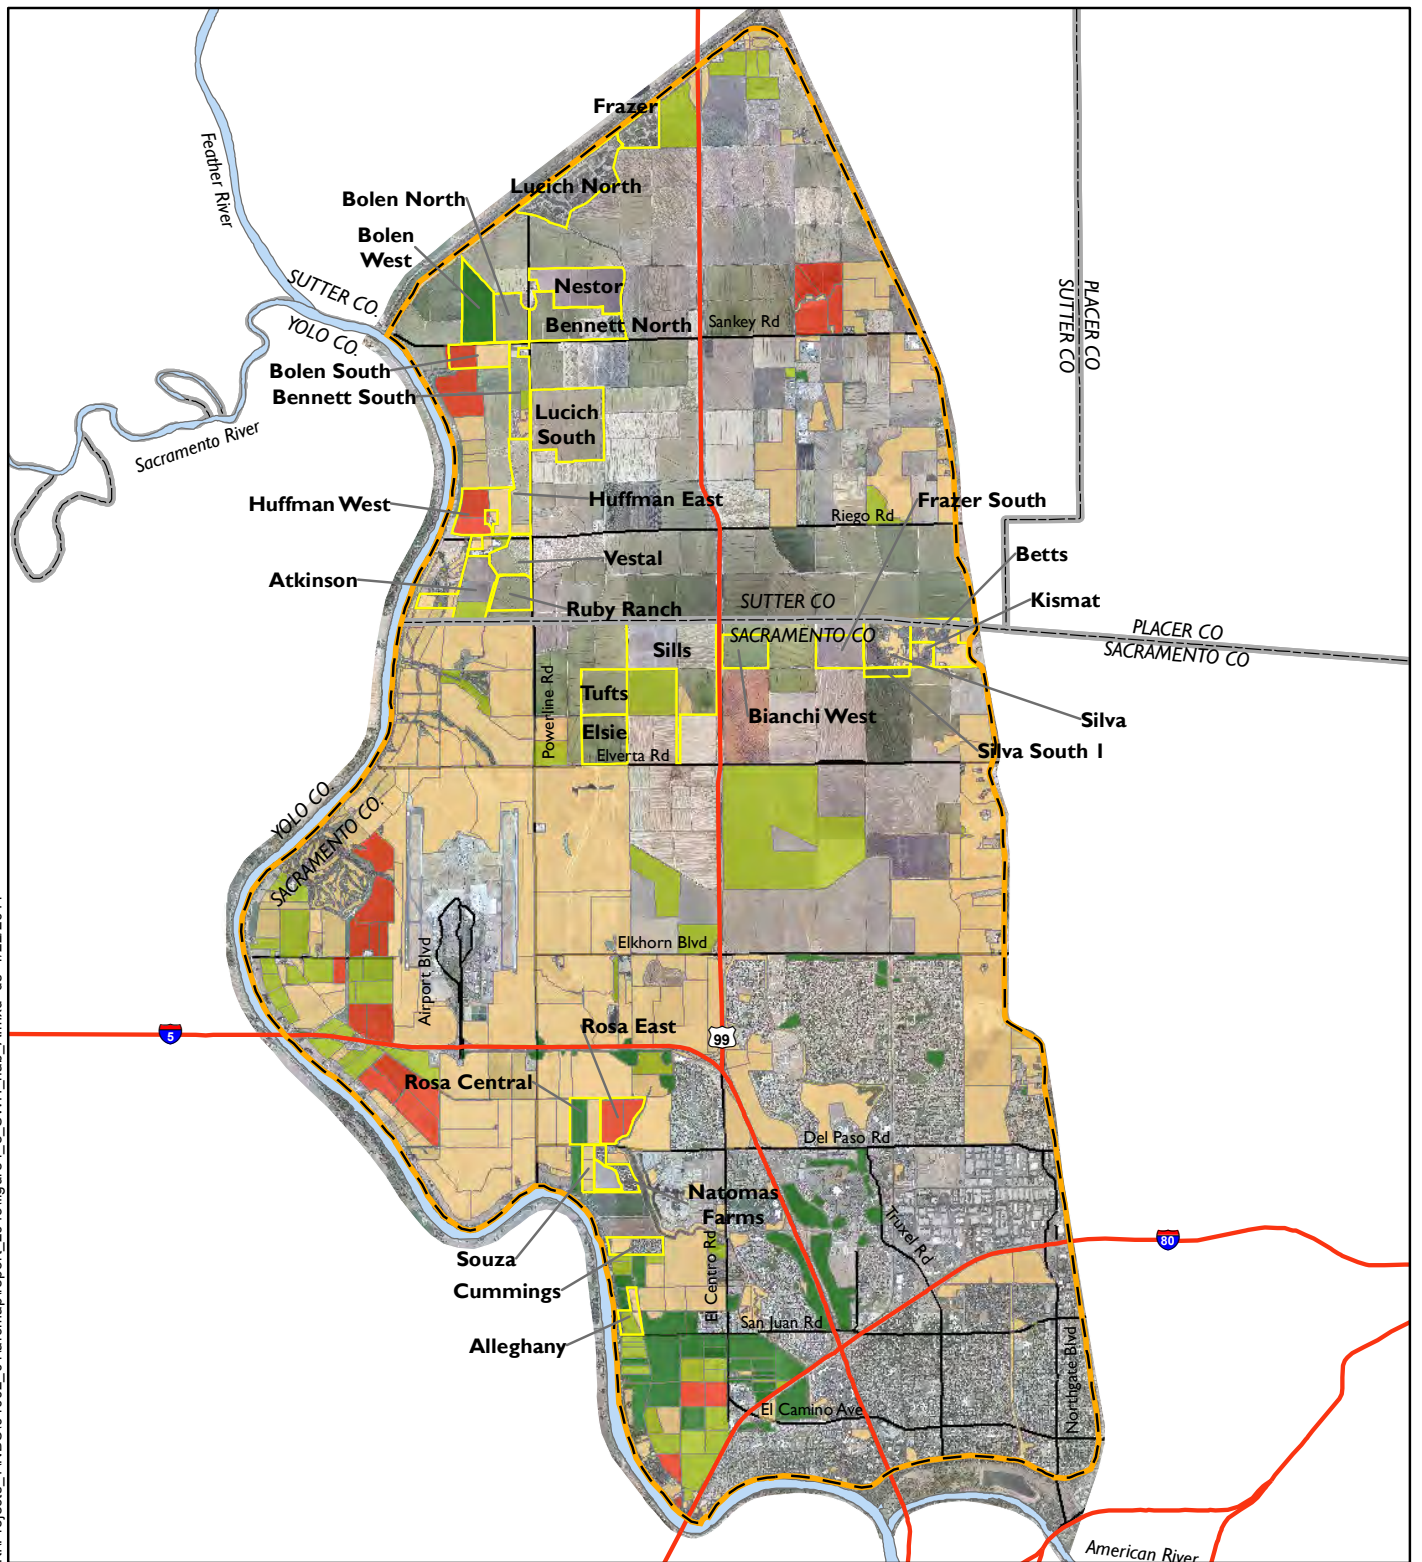 Frazer
Feather River
Lucich North
Bolen North
Bolen
West
SUTTER CO.
YOLO CO.
Nestor
Bennett North
Sankey Rd
PLACER CO
SUTTER CO
Bolen South
Bennett South
Lucich
South
Sacramento River
Huffman West
Huffman East
Frazer South
Riego Rd
Betts
Vestal
Atkinson
Kismat
Ruby Ranch
SUTTER CO
SACRAMENTO CO
PLACER CO
SACRAMENTO CO
Sills
Powerline Rd
Tufts
Bianchi West
Silva
Elsie
Silva South 1
Elverta Rd
YOLO CO.
SACRAMENTO CO.
Elkhorn Blvd
Airport Blvd
5
Rosa East
99
Rosa Central
Del Paso Rd
Natomas
Farms
Truxel Rd
80
Souza
El Centro Rd
Cummings
San Juan Rd
Alleghany
Northgate Blvd
El Camino Ave
American River